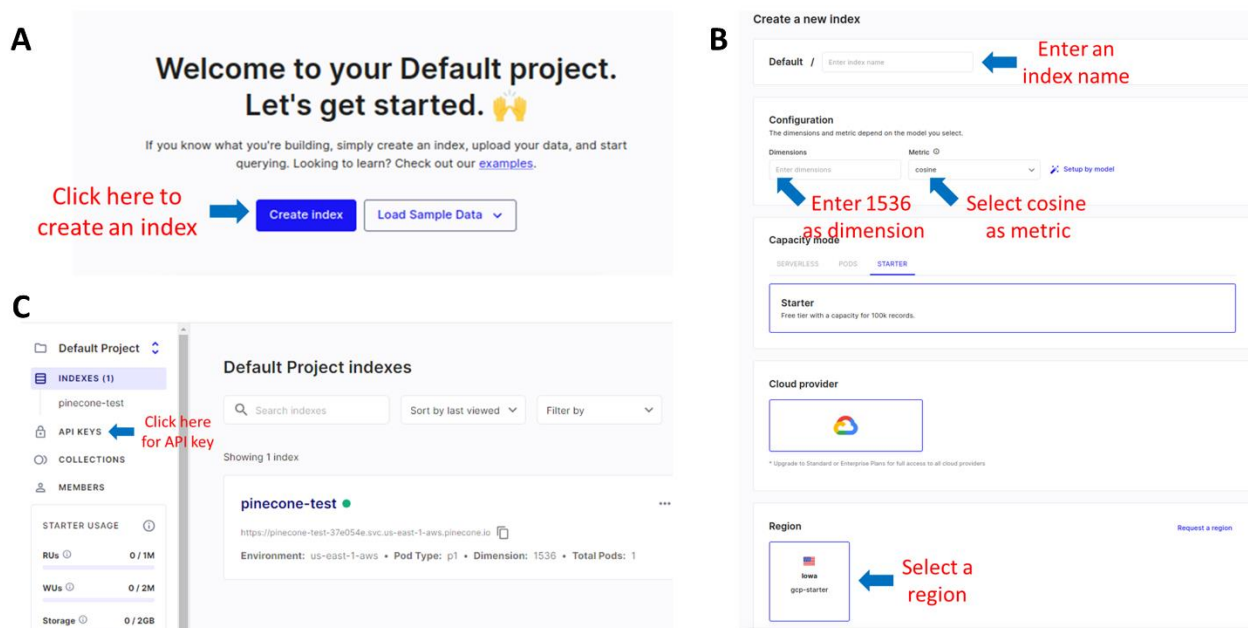 A
Welcome to your Default project.
Let's get started. 🙌
If you know what you're building, simply create an index, upload your data, and start
querying. Looking to learn? Check out our examples.
Click here to
create an index
Create index
Load Sample Data
B
Create a new index
Default / Enter index name
Enter an
index name
Configuration
The dimensions and metric depend on the model you select.
Dimensions
Metric
Enter dimensions
cosine
Setup by model
Enter 1536
as dimension
Select cosine
as metric
Capacity mode
SERVERLESS
PODS
STARTER
Starter
Free tier with a capacity for 100k records.
Cloud provider
* Upgrade to Standard or Enterprise Plans for full access to all cloud providers
Region
Request a region
Iowa
gcp-starter
Select a
region
C
Default Project
INDEXES (1)
pinecone-test
API KEYS
Click here
for API key
COLLECTIONS
MEMBERS
STARTER USAGE
RUs 0 / 1M
WUs 0 / 2M
Storage 0 / 2GB
Default Project indexes
Search indexes
Sort by last viewed
Filter by
Showing 1 index
pinecone-test
https://pinecone-test-37e054e.svc.us-east-1-aws.pinecone.io
Environment: us-east-1-aws • Pod Type: p1 • Dimension: 1536 • Total Pods: 1